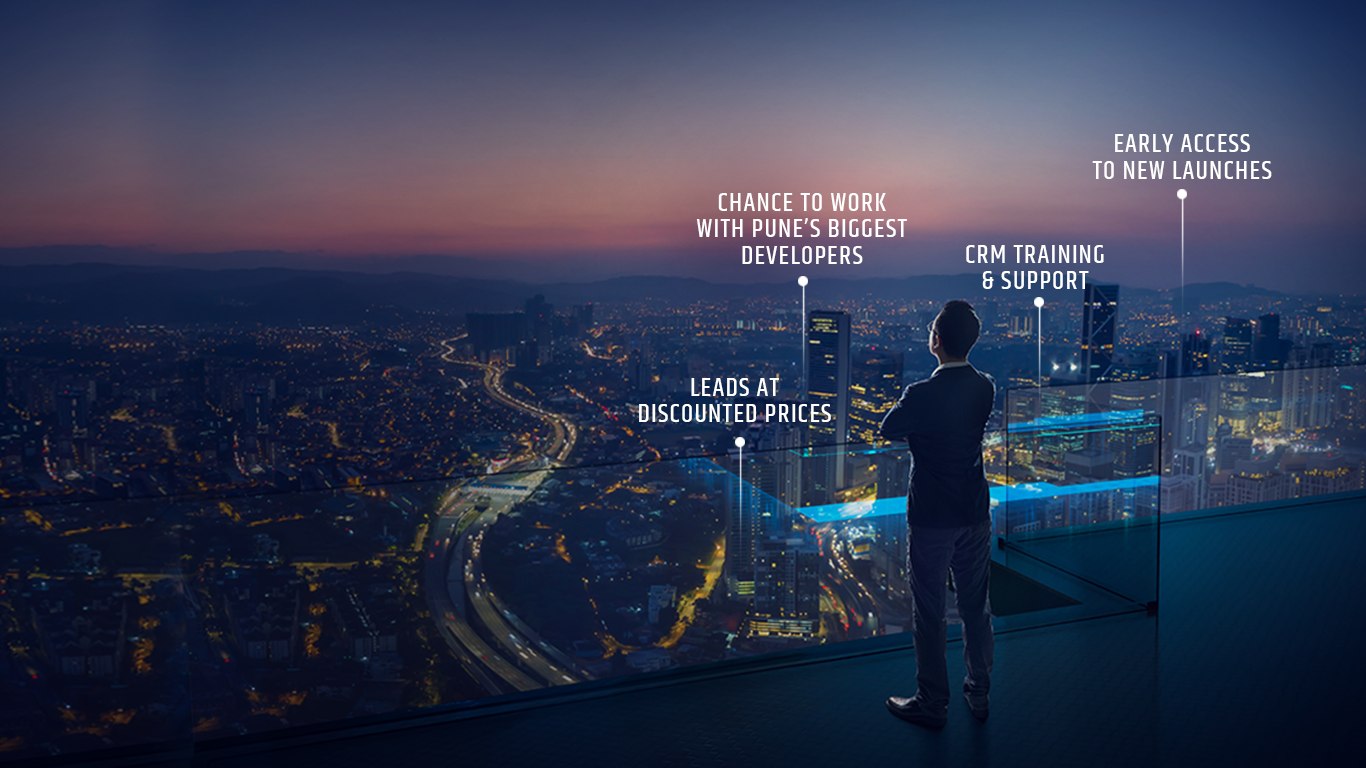 EARLY ACCESS
TO NEW LAUNCHES
CHANCE TO WORK
WITH PUNE’S BIGGEST
DEVELOPERS
CRM TRAINING
& SUPPORT
LEADS AT
DISCOUNTED PRICES